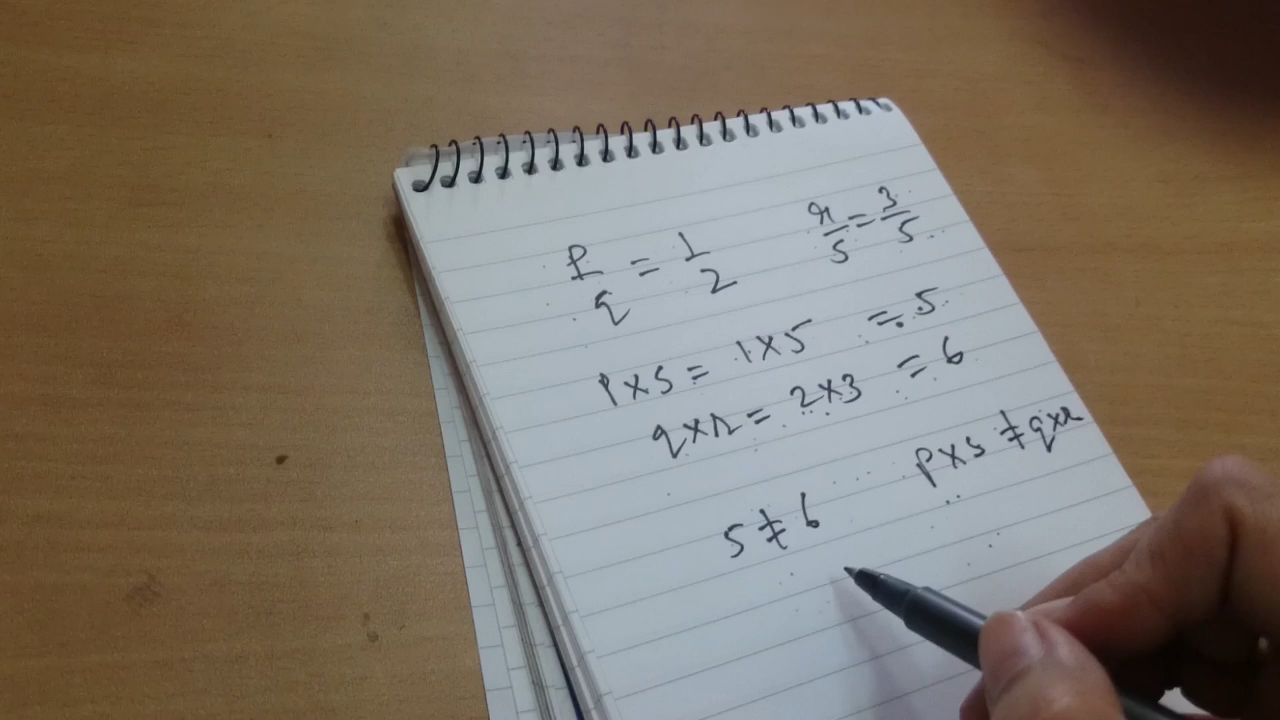 p/q = 1/2 r/s = 3/5
p×s = 1×5 = 5
q×r = 2×3 = 6
5 ≠ 6 p×s ≠ q×r